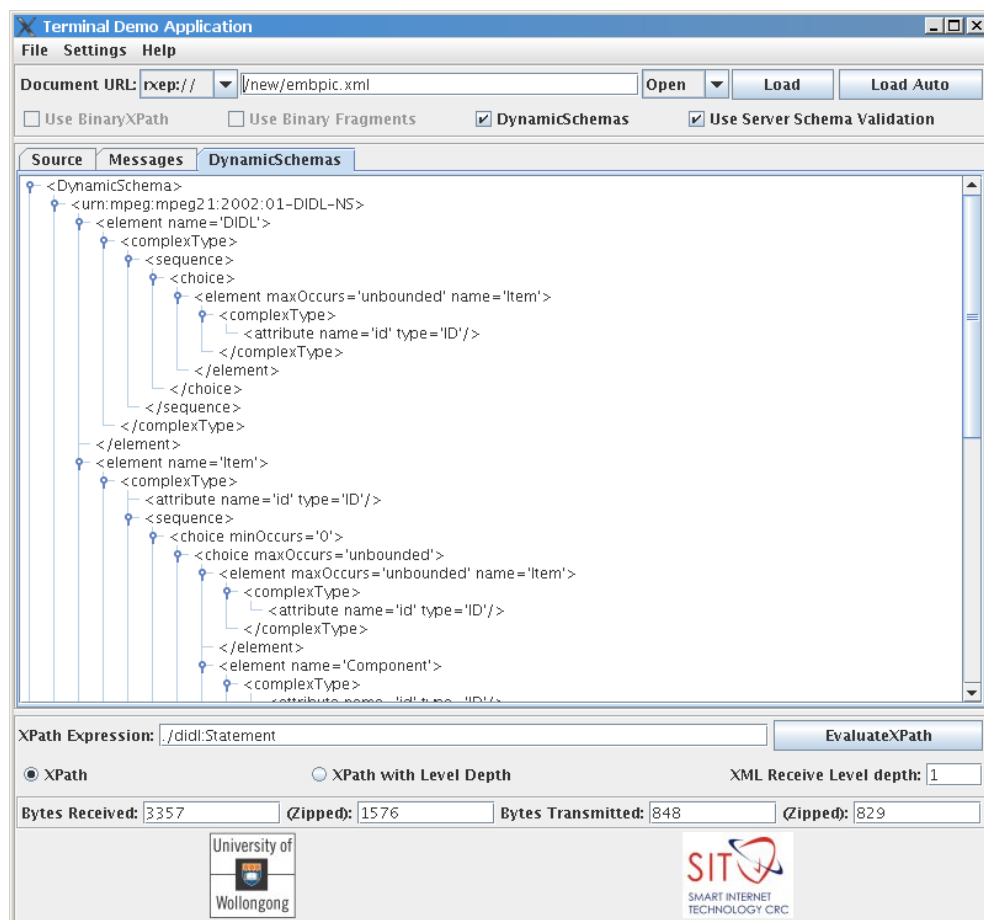 Terminal Demo Application
File Settings Help
Document URL: rxep:// /new/embpic.xml Open Load Load Auto
Use BinaryXPath Use Binary Fragments DynamicSchemas Use Server Schema Validation
Source Messages DynamicSchemas
<DynamicSchema>
<urn:mpeg:mpeg21:2002:01-DIDL-NS>
<element name='DIDL'>
<complexType>
<sequence>
<choice>
<element maxOccurs='unbounded' name='Item'>
<complexType>
<attribute name='id' type='ID'/>
</complexType>
</element>
</choice>
</sequence>
</complexType>
</element>
<element name='Item'>
<complexType>
<attribute name='id' type='ID'/>
<sequence>
<choice minOccurs='0'>
<choice maxOccurs='unbounded'>
<element maxOccurs='unbounded' name='Item'>
<complexType>
<attribute name='id' type='ID'/>
</complexType>
</element>
<element name='Component'>
<complexType>
<attribute name='id' type='ID'/>
XPath Expression: ./didl:Statement EvaluateXPath
XPath XPath with Level Depth XML Receive Level depth: 1
Bytes Received: 3357 (Zipped): 1576 Bytes Transmitted: 848 (Zipped): 829
University of
Wollongong
SIT
SMART INTERNET
TECHNOLOGY CRC